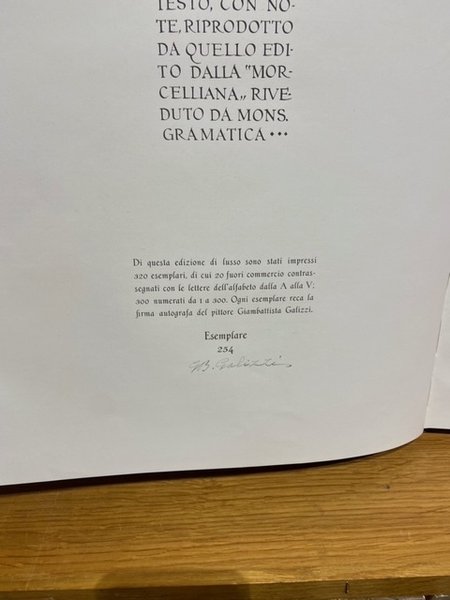 TESTO, CON NO-
TE, RIPRODOTTO
DA QUELLO EDI-
TO DALLA "MOR-
CELLIANA„ RIVE-
DUTO DA MONS.
GRAMATICA •••
Di questa edizione di lusso sono stati impressi
320 esemplari, di cui 20 fuori commercio contras-
segnati con le lettere dell'alfabeto dalla A alla V;
300 numerati da 1 a 300. Ogni esemplare reca la
firma autografa del pittore Giambattista Galizzi.
Esemplare
254
GB. Galizzi